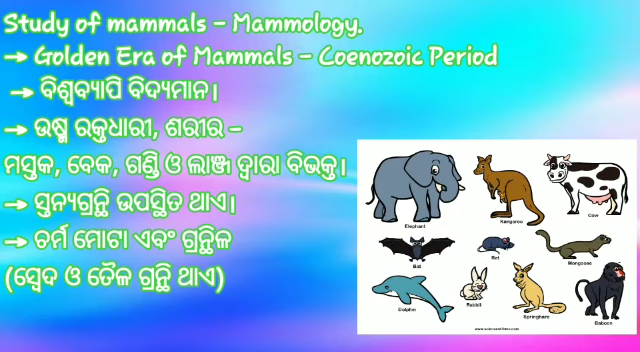 Study of mammals – Mammology.
→ Golden Era of Mammals – Coenozoic Period
→ ବିଶ୍ୱବ୍ୟାପି ବିଦ୍ୟମାନ।
→ ଉଷ୍ମ ରକ୍ତଧାରୀ, ଶରୀର –
ମସ୍ତକ, ବେକ, ଗଣ୍ଡି ଓ ଲାଞ୍ଜ ଦ୍ୱାରା ବିଭକ୍ତ।
→ ସ୍ତନ୍ୟଗ୍ରନ୍ଥି ଉପସ୍ଥିତ ଥାଏ।
→ ଚର୍ମ ମୋଟା ଏବଂ ଗ୍ରନ୍ଥିଳ
(ସ୍ୱେଦ ଓ ତୈଳ ଗ୍ରନ୍ଥି ଥାଏ)
Elephant Kangaroo Cow
Bat Rat Mongoose
Dolphin Rabbit Springhare Baboon